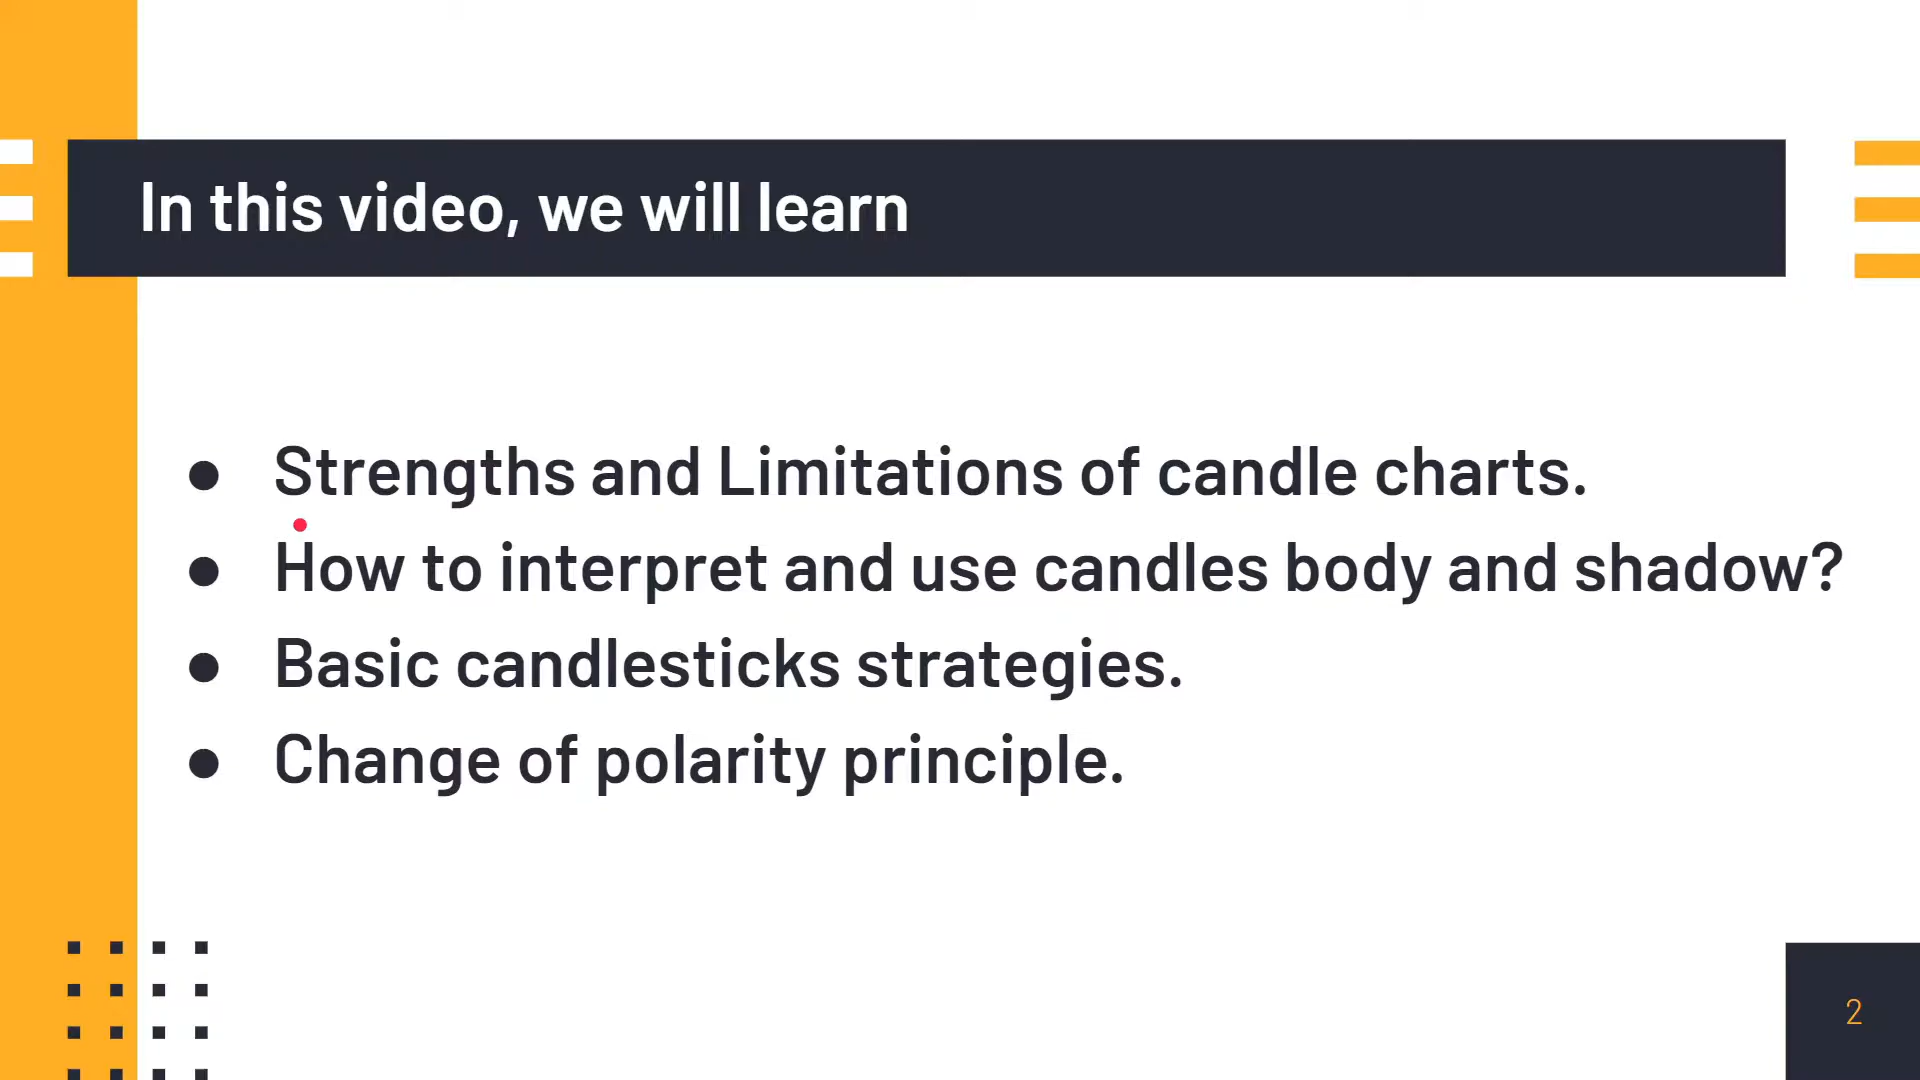 In this video, we will learn
● Strengths and Limitations of candle charts.
● How to interpret and use candles body and shadow?
● Basic candlesticks strategies.
● Change of polarity principle.
2